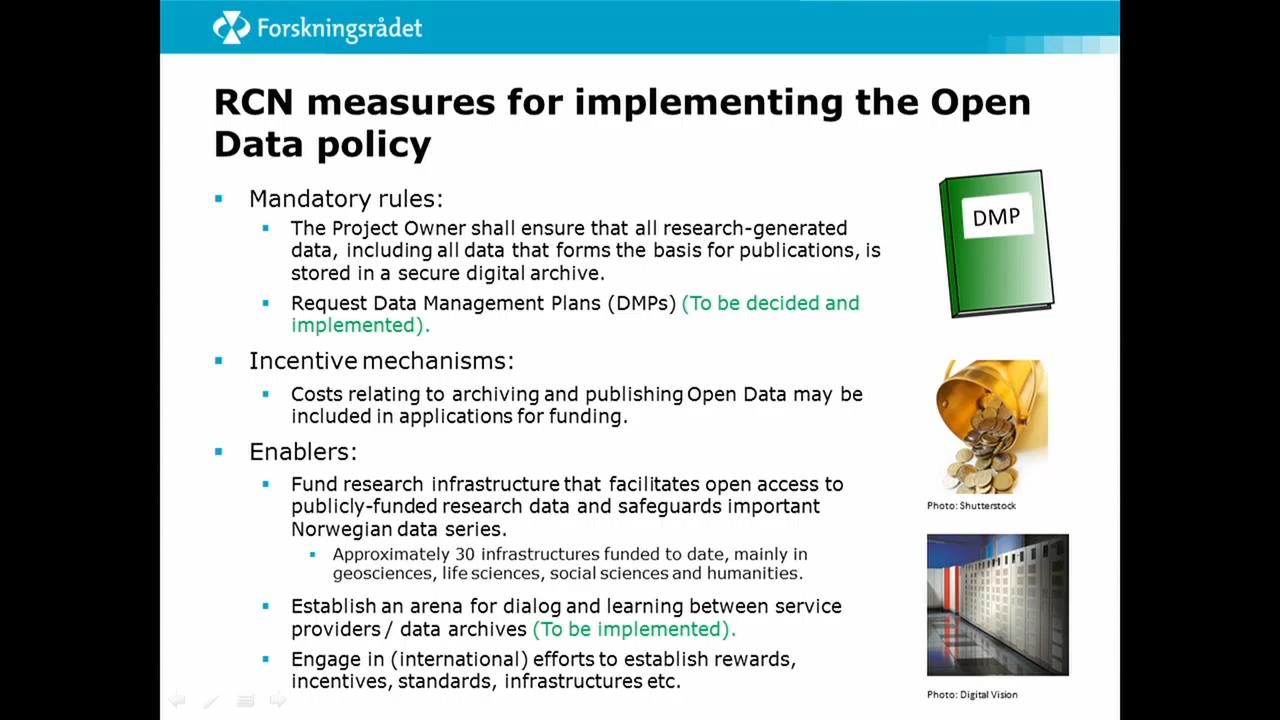 Forskningsrådet
RCN measures for implementing the Open
Data policy
Mandatory rules:
The Project Owner shall ensure that all research-generated
data, including all data that forms the basis for publications, is
stored in a secure digital archive.
Request Data Management Plans (DMPs) (To be decided and
implemented).
Incentive mechanisms:
Costs relating to archiving and publishing Open Data may be
included in applications for funding.
Enablers:
Fund research infrastructure that facilitates open access to
publicly-funded research data and safeguards important
Norwegian data series.
Approximately 30 infrastructures funded to date, mainly in
geosciences, life sciences, social sciences and humanities.
Establish an arena for dialog and learning between service
providers / data archives (To be implemented).
Engage in (international) efforts to establish rewards,
incentives, standards, infrastructures etc.
DMP
Photo: Shutterstock
Photo: Digital Vision